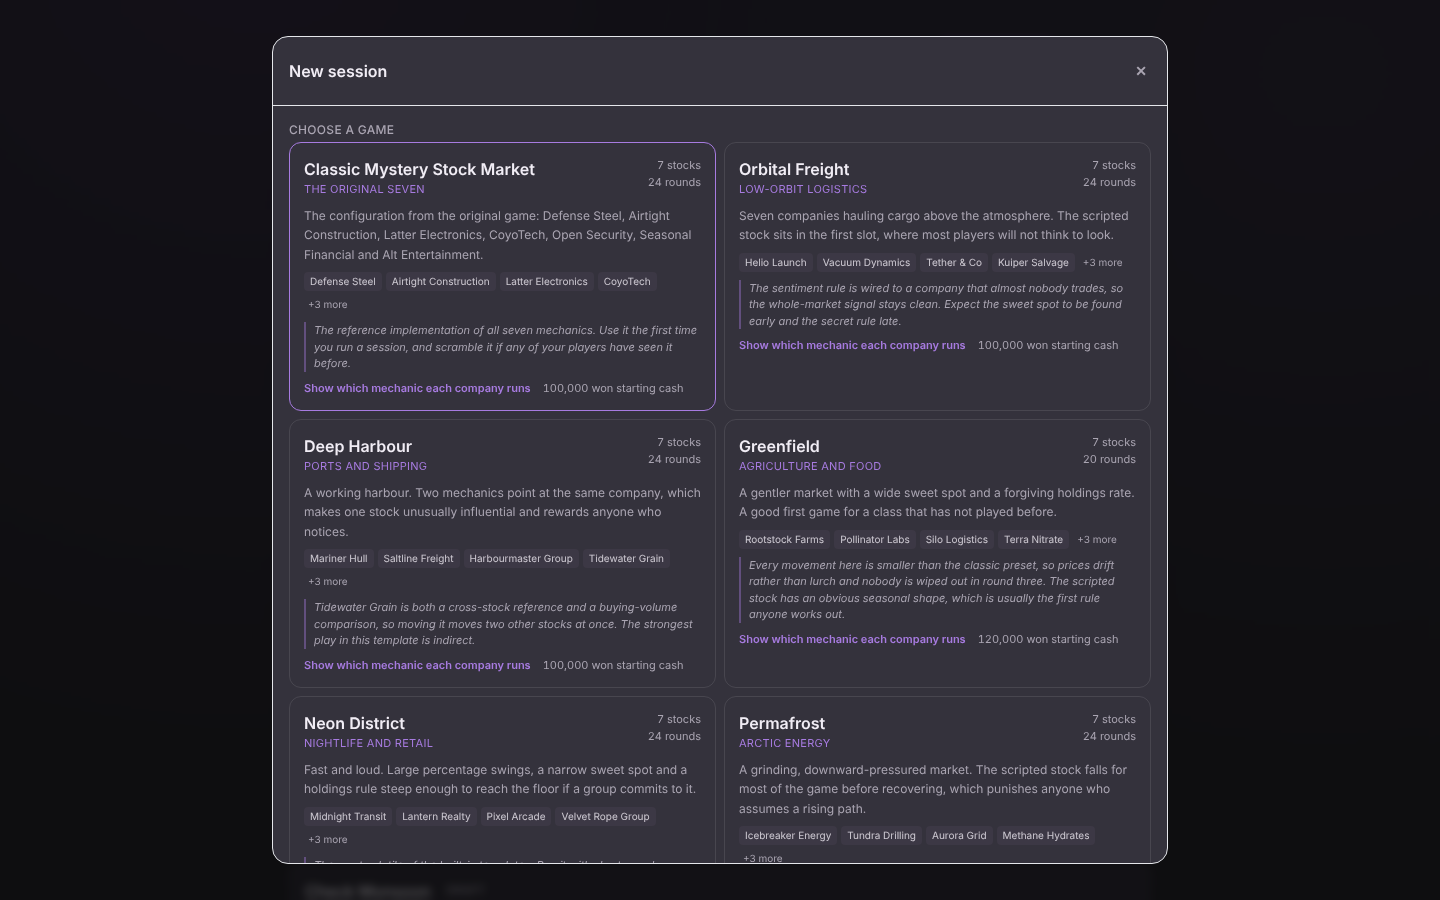 New session
×
CHOOSE A GAME
Classic Mystery Stock Market
THE ORIGINAL SEVEN
7 stocks
24 rounds
The configuration from the original game: Defense Steel, Airtight
Construction, Latter Electronics, CoyoTech, Open Security, Seasonal
Financial and Alt Entertainment.
Defense Steel Airtight Construction Latter Electronics CoyoTech
+3 more
The reference implementation of all seven mechanics. Use it the first time
you run a session, and scramble it if any of your players have seen it
before.
Show which mechanic each company runs 100,000 won starting cash
Orbital Freight
LOW-ORBIT LOGISTICS
7 stocks
24 rounds
Seven companies hauling cargo above the atmosphere. The scripted
stock sits in the first slot, where most players will not think to look.
Helio Launch Vacuum Dynamics Tether & Co Kuiper Salvage +3 more
The sentiment rule is wired to a company that almost nobody trades, so
the whole-market signal stays clean. Expect the sweet spot to be found
early and the secret rule late.
Show which mechanic each company runs 100,000 won starting cash
Deep Harbour
PORTS AND SHIPPING
7 stocks
24 rounds
A working harbour. Two mechanics point at the same company, which
makes one stock unusually influential and rewards anyone who
notices.
Mariner Hull Saltline Freight Harbourmaster Group Tidewater Grain
+3 more
Tidewater Grain is both a cross-stock reference and a buying-volume
comparison, so moving it moves two other stocks at once. The strongest
play in this template is indirect.
Show which mechanic each company runs 100,000 won starting cash
Greenfield
AGRICULTURE AND FOOD
7 stocks
20 rounds
A gentler market with a wide sweet spot and a forgiving holdings rate.
A good first game for a class that has not played before.
Rootstock Farms Pollinator Labs Silo Logistics Terra Nitrate +3 more
Every movement here is smaller than the classic preset, so prices drift
rather than lurch and nobody is wiped out in round three. The scripted
stock has an obvious seasonal shape, which is usually the first rule
anyone works out.
Show which mechanic each company runs 120,000 won starting cash
Neon District
NIGHTLIFE AND RETAIL
7 stocks
24 rounds
Fast and loud. Large percentage swings, a narrow sweet spot and a
holdings rule steep enough to reach the floor if a group commits to it.
Midnight Transit Lantern Realty Pixel Arcade Velvet Rope Group
+3 more
Permafrost
ARCTIC ENERGY
7 stocks
24 rounds
A grinding, downward-pressured market. The scripted stock falls for
most of the game before recovering, which punishes anyone who
assumes a rising path.
Icebreaker Energy Tundra Drilling Aurora Grid Methane Hydrates
+3 more